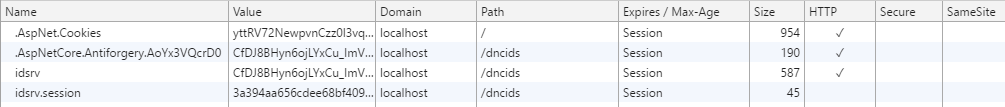 Name Value Domain Path Expires / Max-Age Size HTTP Secure SameSite
.AspNet.Cookies yttRV72NewpvnCzz0I3vq... localhost / Session 954 ✓
.AspNetCore.Antiforgery.AoYx3VQcrD0 CfDJ8BHyn6ojLYxCu_ImV... localhost /dncids Session 190 ✓
idsrv CfDJ8BHyn6ojLYxCu_ImV... localhost /dncids Session 587 ✓
idsrv.session 3a394aa656cdee68bf409... localhost /dncids Session 45